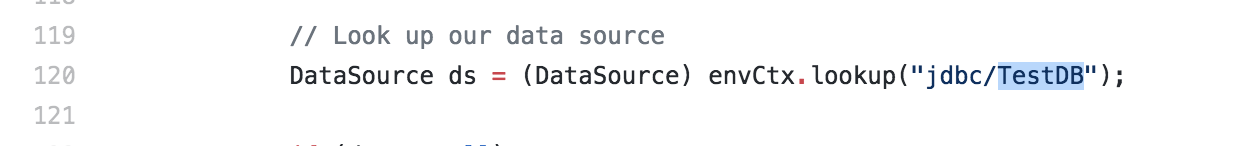 119 // Look up our data source
120 DataSource ds = (DataSource) envCtx.lookup("jdbc/TestDB");
121